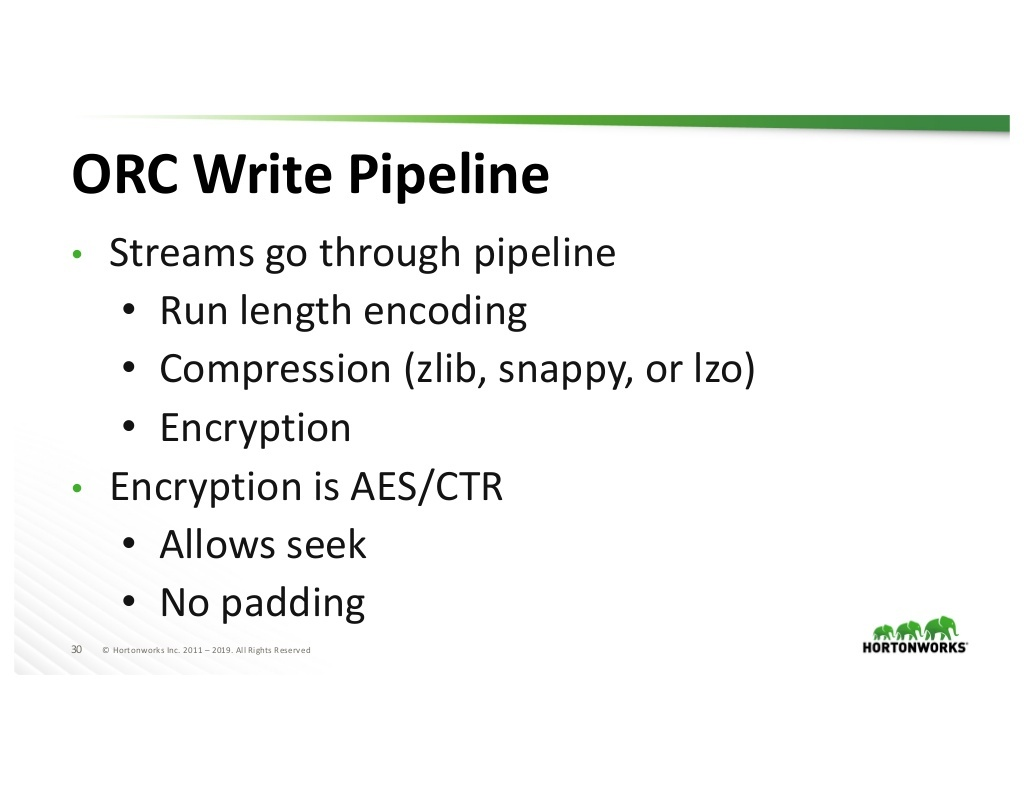 ORC Write Pipeline
• Streams go through pipeline
• Run length encoding
• Compression (zlib, snappy, or lzo)
• Encryption
• Encryption is AES/CTR
• Allows seek
• No padding
30 © Hortonworks Inc. 2011 – 2019. All Rights Reserved
HORTONWORKS